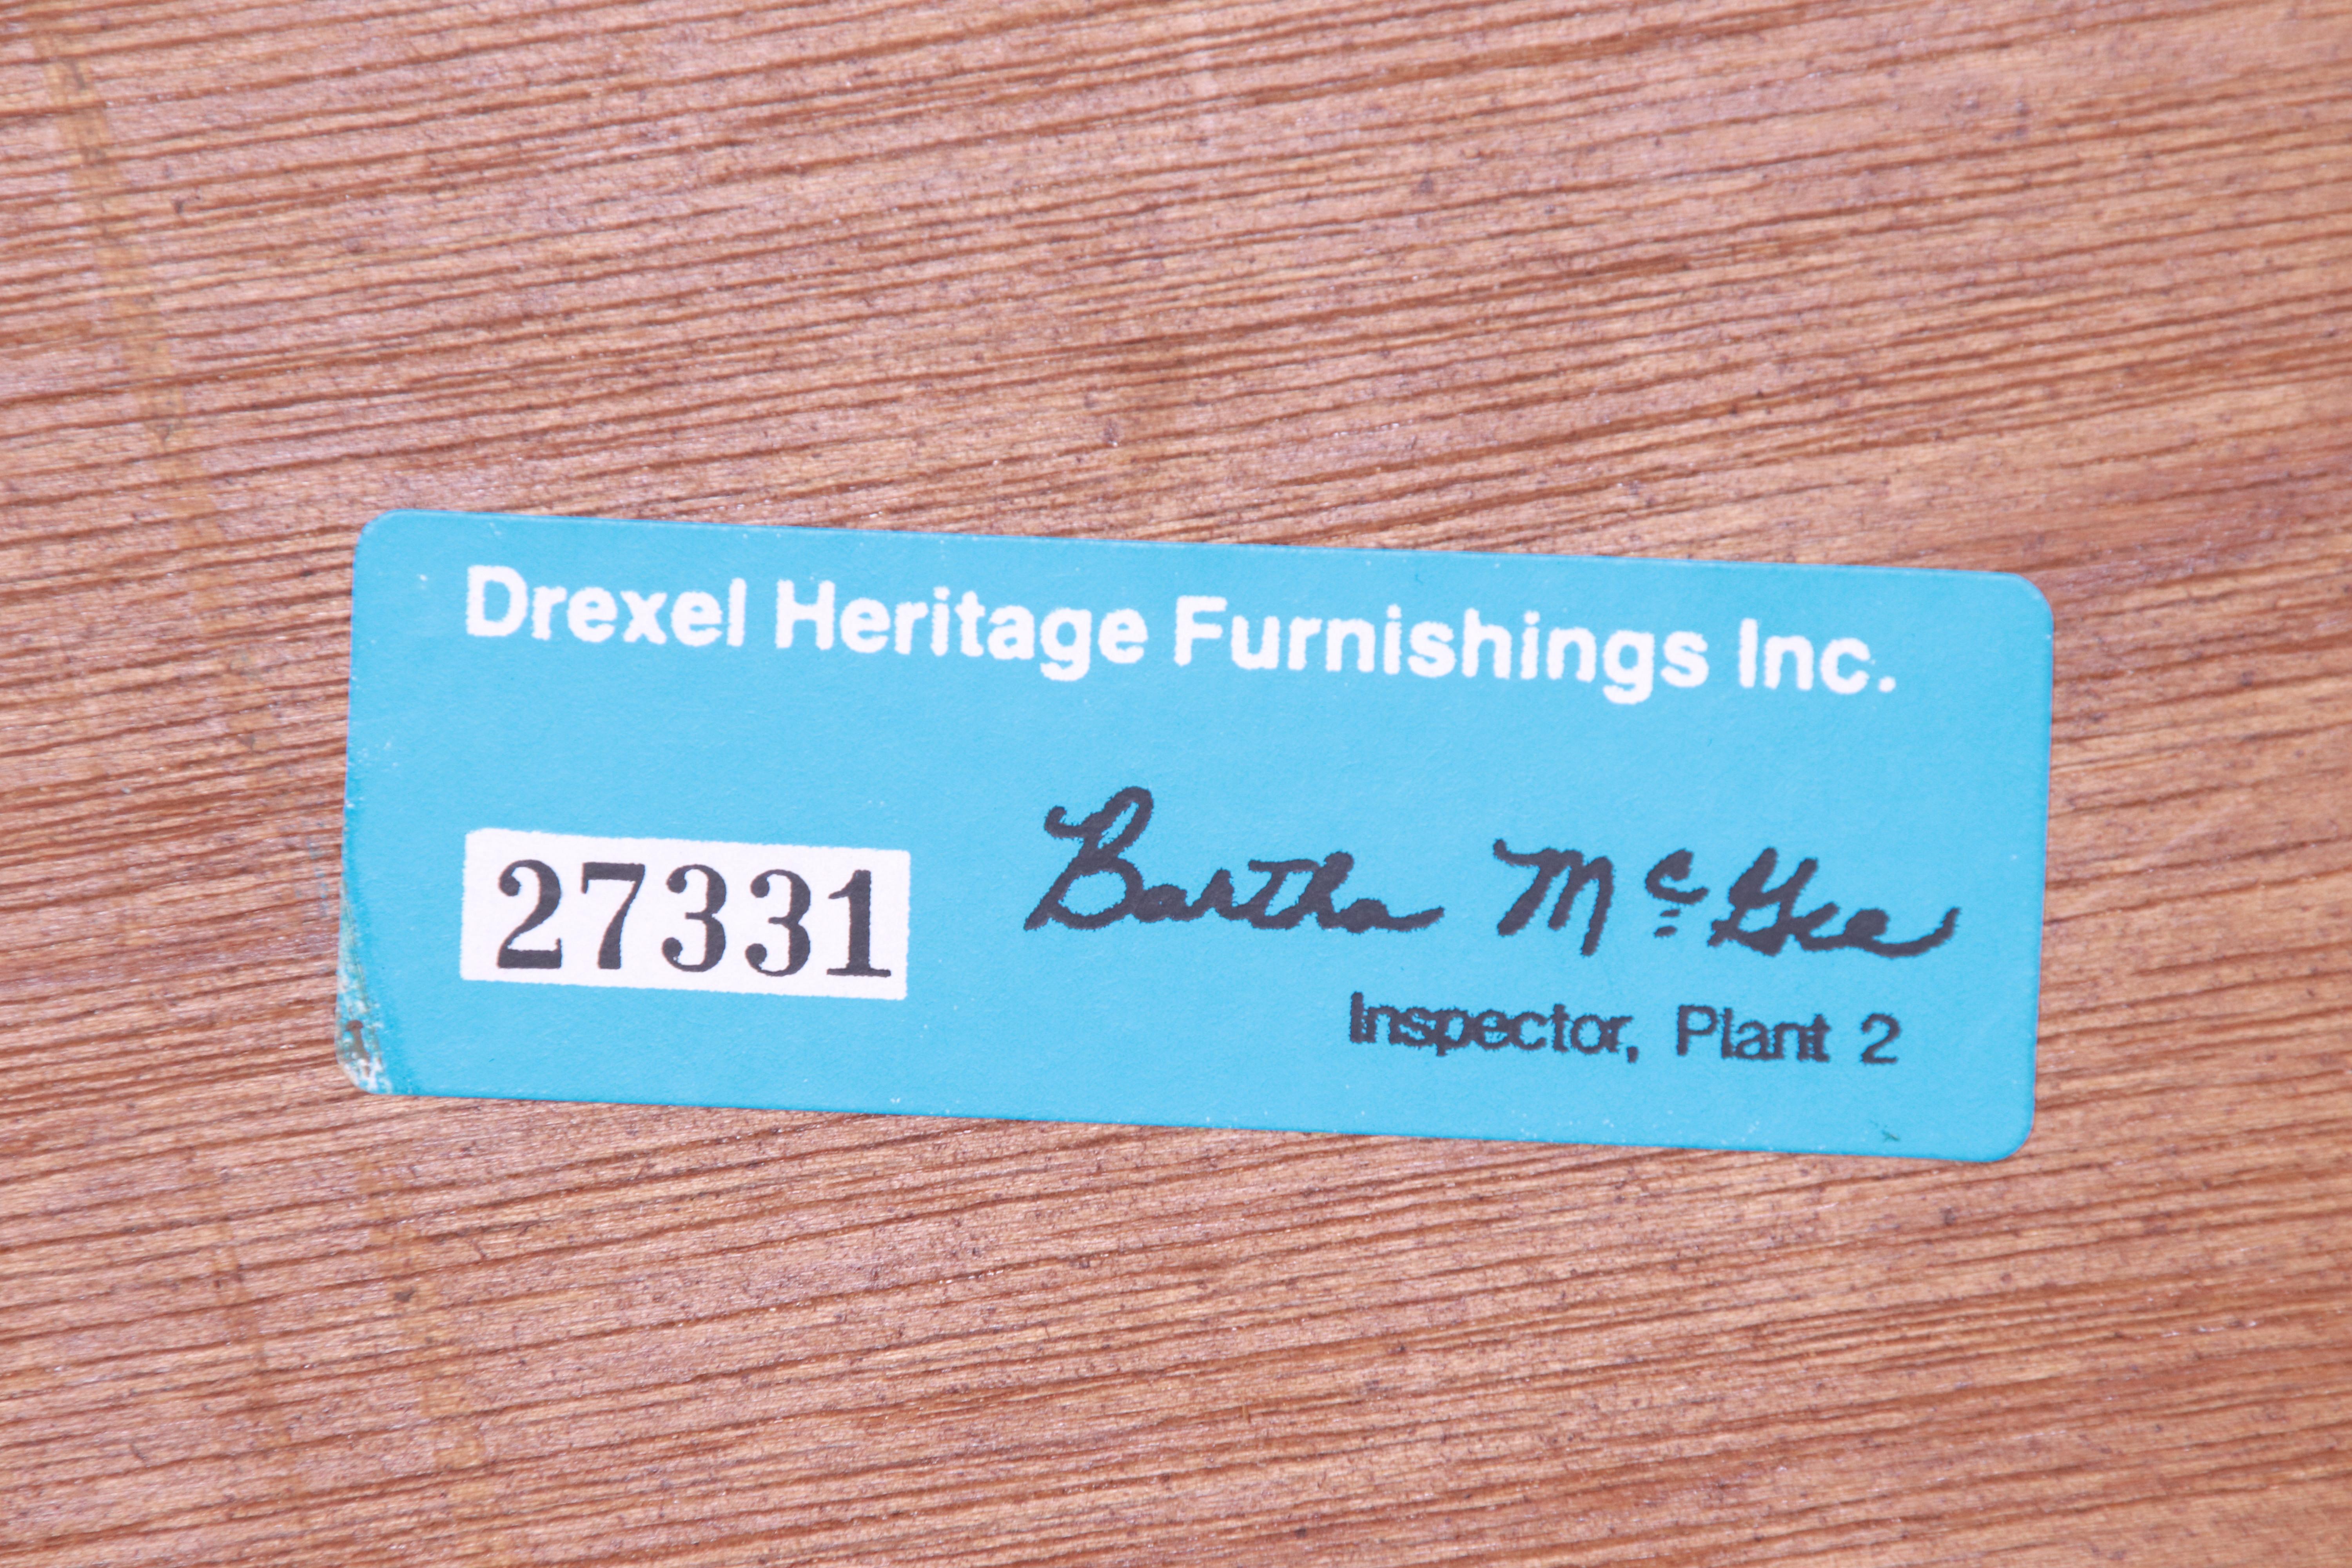 Drexel Heritage Furnishings Inc.
27331 Bartha McGee
Inspector, Plant 2